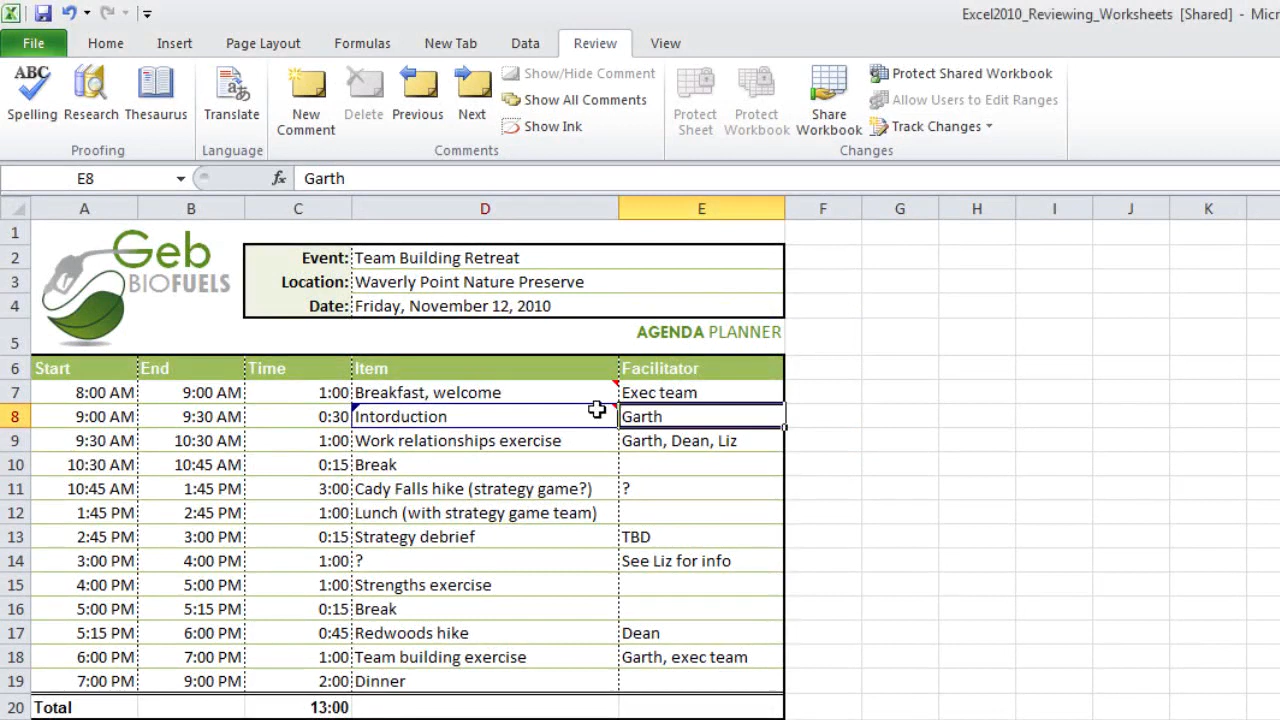 Excel2010_Reviewing_Worksheets [Shared] - Micr
File Home Insert Page Layout Formulas New Tab Data Review View
ABC
Spelling Research Thesaurus Translate New Comment Delete Previous Next Show/Hide Comment Show All Comments Show Ink Protect Sheet Protect Workbook Share Workbook Protect Shared Workbook Allow Users to Edit Ranges Track Changes
Proofing Language Comments Changes
E8 fx Garth
A B C D E F G H I J K
1
Geb
BIOFUELS
2 Event: Team Building Retreat
3 Location: Waverly Point Nature Preserve
4 Date: Friday, November 12, 2010
5 AGENDA PLANNER
6 Start End Time Item Facilitator
7 8:00 AM 9:00 AM 1:00 Breakfast, welcome Exec team
8 9:00 AM 9:30 AM 0:30 Intorduction Garth
9 9:30 AM 10:30 AM 1:00 Work relationships exercise Garth, Dean, Liz
10 10:30 AM 10:45 AM 0:15 Break
11 10:45 AM 1:45 PM 3:00 Cady Falls hike (strategy game?) ?
12 1:45 PM 2:45 PM 1:00 Lunch (with strategy game team)
13 2:45 PM 3:00 PM 0:15 Strategy debrief TBD
14 3:00 PM 4:00 PM 1:00 ? See Liz for info
15 4:00 PM 5:00 PM 1:00 Strengths exercise
16 5:00 PM 5:15 PM 0:15 Break
17 5:15 PM 6:00 PM 0:45 Redwoods hike Dean
18 6:00 PM 7:00 PM 1:00 Team building exercise Garth, exec team
19 7:00 PM 9:00 PM 2:00 Dinner
20 Total 13:00